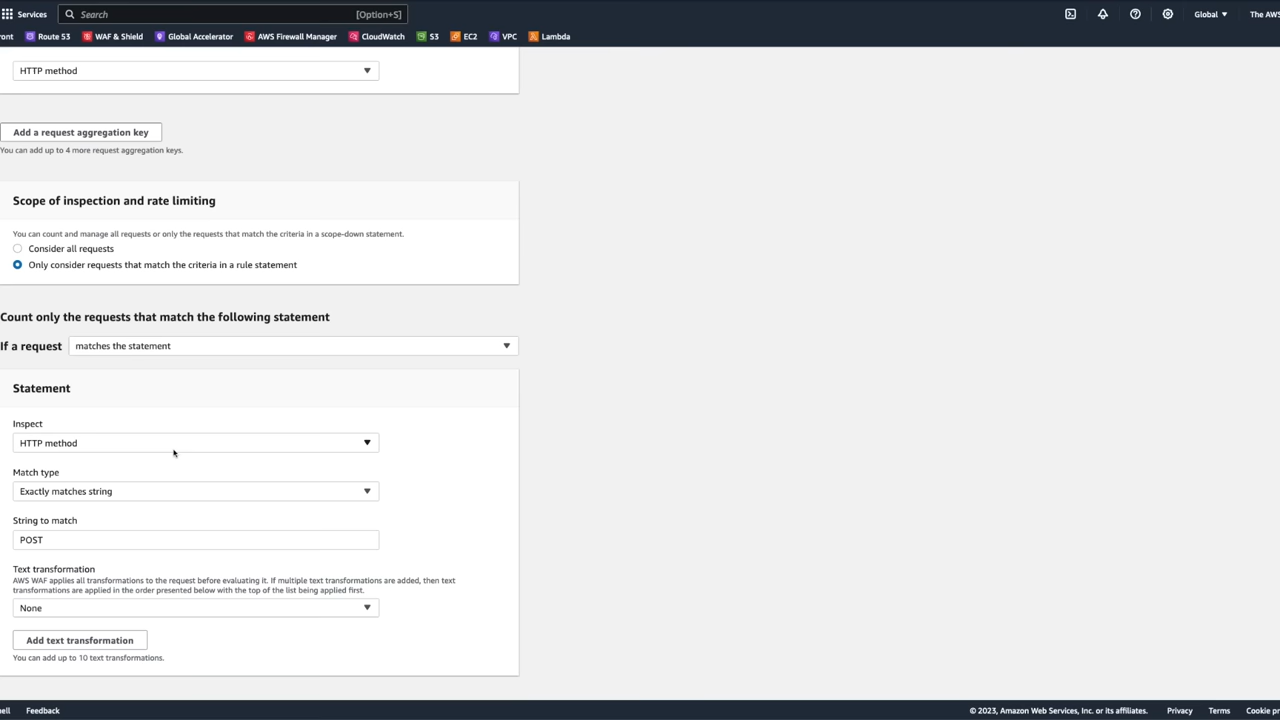 Services
Search [Option+S]
Global
The AWS
ront Route 53 WAF & Shield Global Accelerator AWS Firewall Manager CloudWatch S3 EC2 VPC Lambda
HTTP method
Add a request aggregation key
You can add up to 4 more request aggregation keys.
Scope of inspection and rate limiting
You can count and manage all requests or only the requests that match the criteria in a scope-down statement.
Consider all requests
Only consider requests that match the criteria in a rule statement
Count only the requests that match the following statement
If a request matches the statement
Statement
Inspect
HTTP method
Match type
Exactly matches string
String to match
POST
Text transformation
AWS WAF applies all transformations to the request before evaluating it. If multiple text transformations are added, then text
transformations are applied in the order presented below with the top of the list being applied first.
None
Add text transformation
You can add up to 10 text transformations.
ell Feedback © 2023, Amazon Web Services, Inc. or its affiliates. Privacy Terms Cookie pr